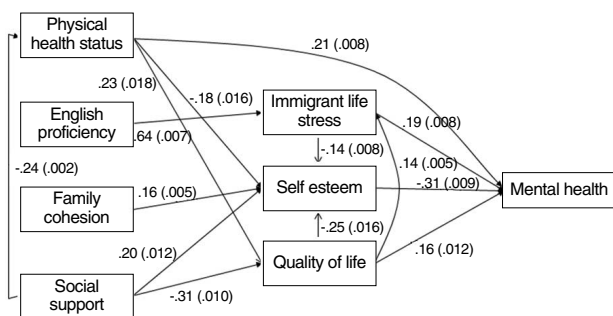 Physical
health status
.21 (.008)
.23 (.018)
-.18 (.016)
English
proficiency
.64 (.007)
Immigrant life
stress
.19 (.008)
-.24 (.002)
-.14 (.008)
.14 (.005)
Family
cohesion
.16 (.005)
Self esteem
-.31 (.009)
Mental health
.20 (.012)
-.25 (.016)
.16 (.012)
Social
support
-.31 (.010)
Quality of life